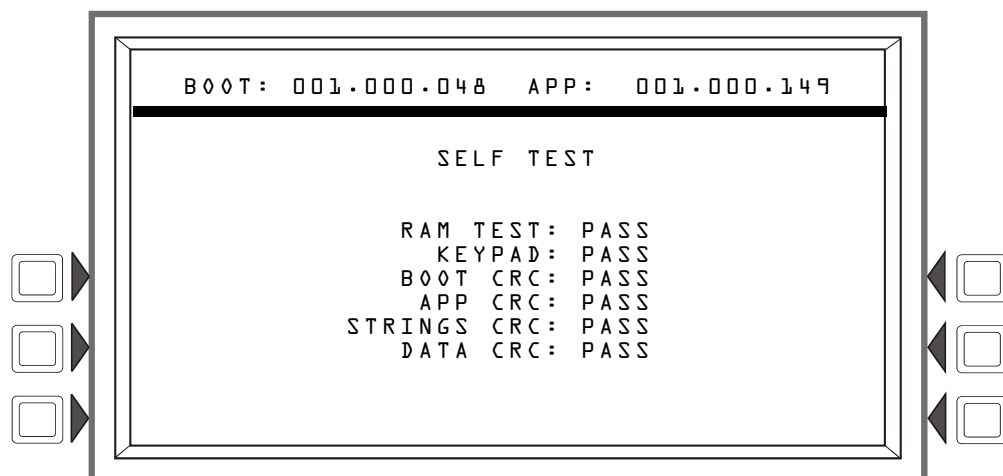 BOOT: 001.000.048 APP: 001.000.149
SELF TEST
RAM TEST: PASS
KEYPAD: PASS
BOOT CRC: PASS
APP CRC: PASS
STRINGS CRC: PASS
DATA CRC: PASS